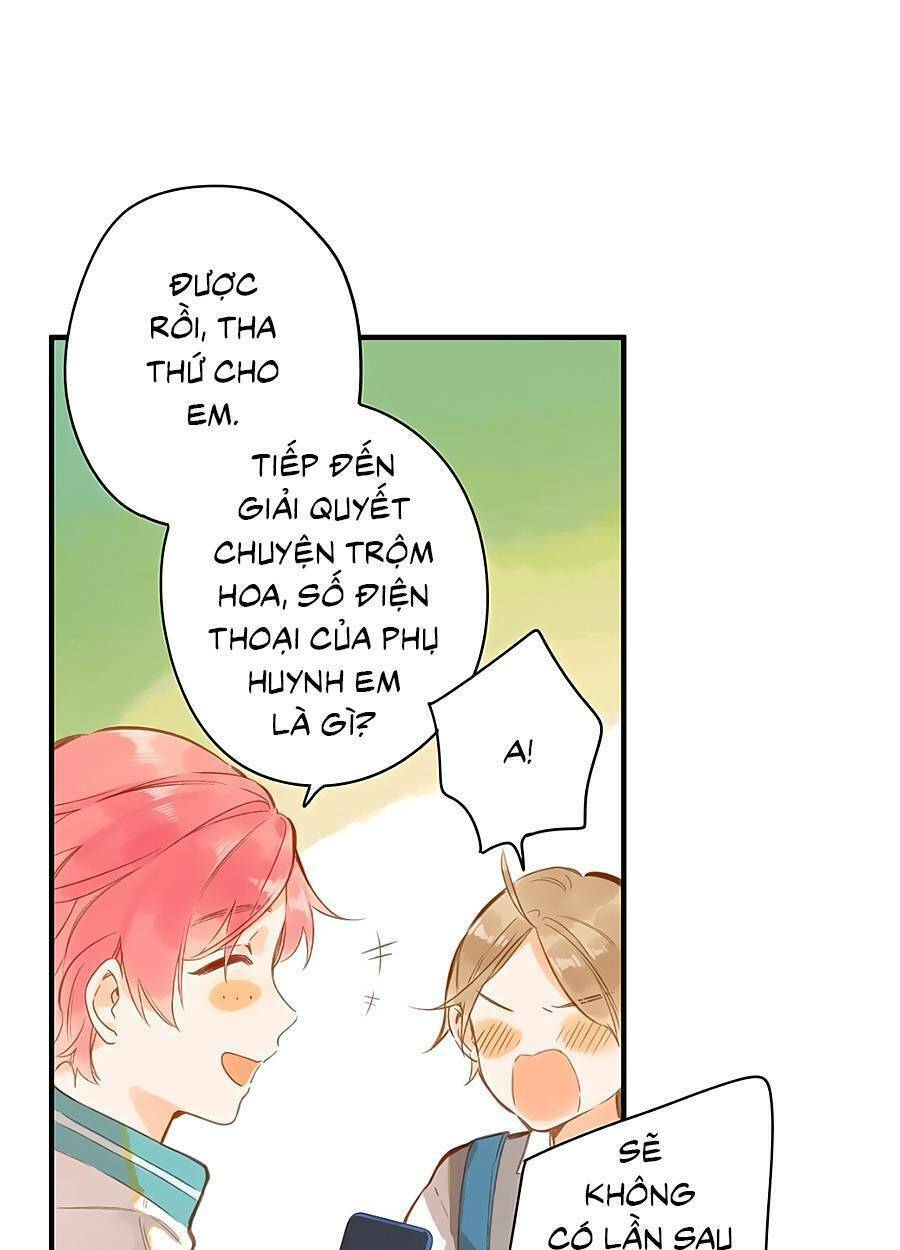 ĐƯỢC
RỒI, THA
THỨ CHO
EM.
TIẾP ĐẾN
GIẢI QUYẾT
CHUYỆN TRỘM
HOA, SỐ ĐIỆN
THOẠI CỦA PHỤ
HUYNH EM
LÀ GÌ?
A!
SẼ
KHÔNG
CÓ LẦN SAU